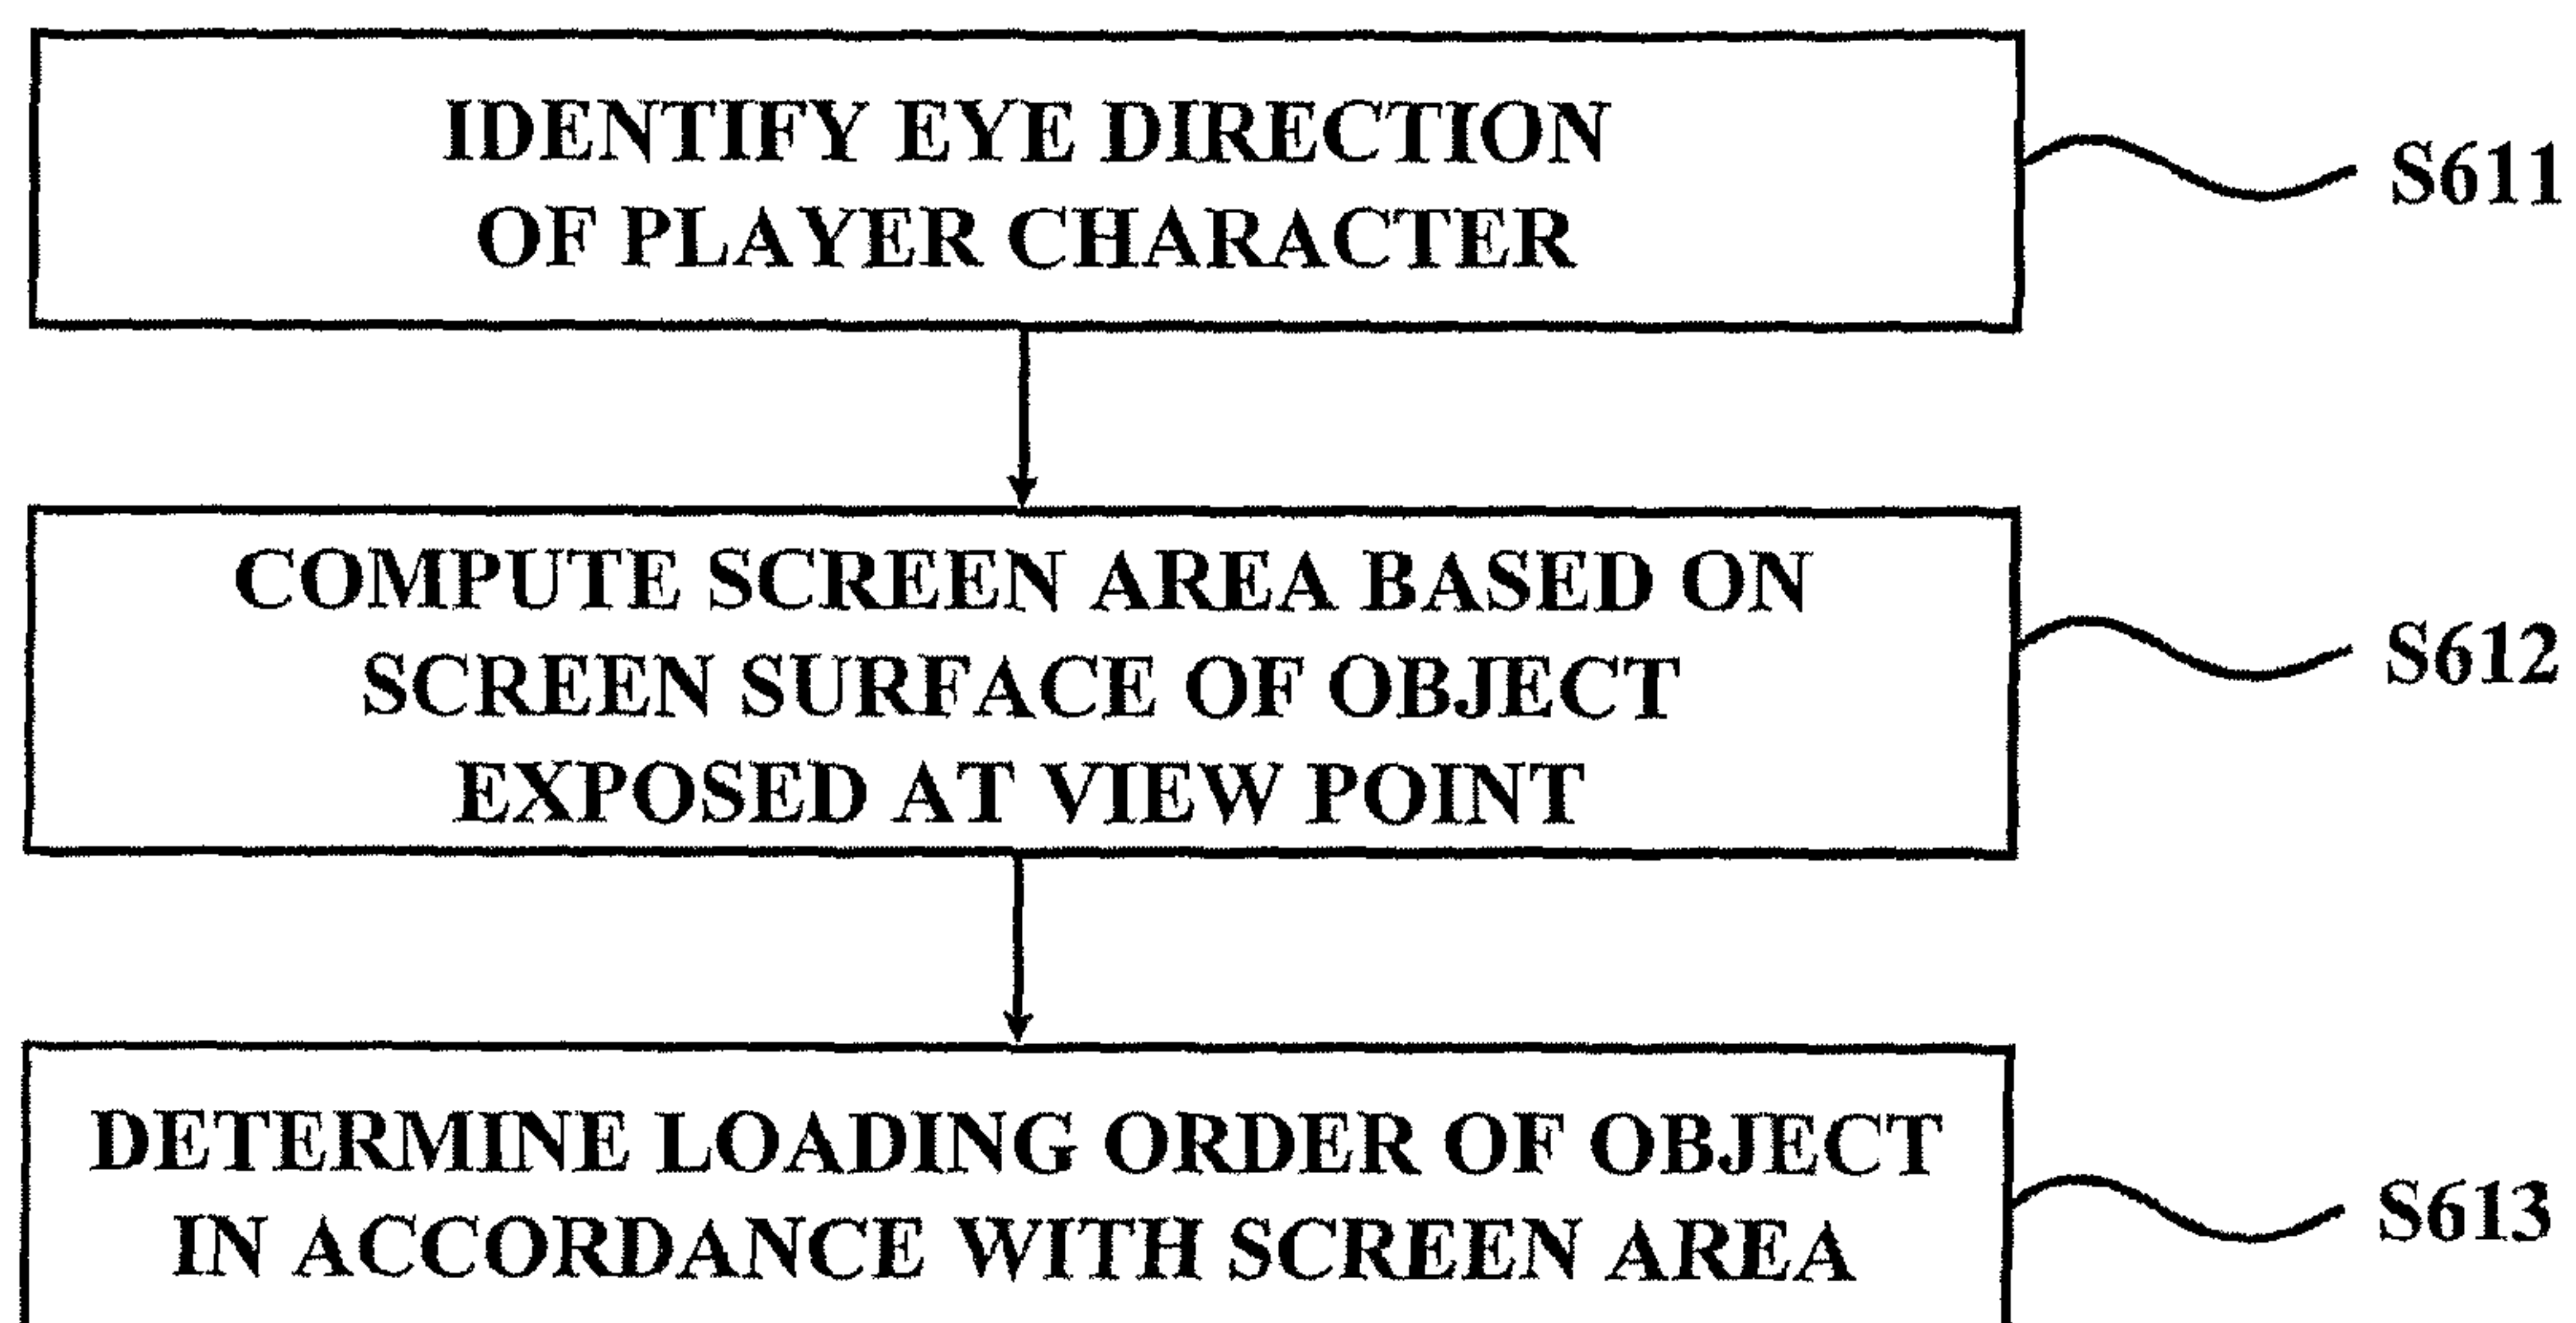 IDENTIFY EYE DIRECTION
OF PLAYER CHARACTER
S611
COMPUTE SCREEN AREA BASED ON
SCREEN SURFACE OF OBJECT
EXPOSED AT VIEW POINT
S612
DETERMINE LOADING ORDER OF OBJECT
IN ACCORDANCE WITH SCREEN AREA
S613